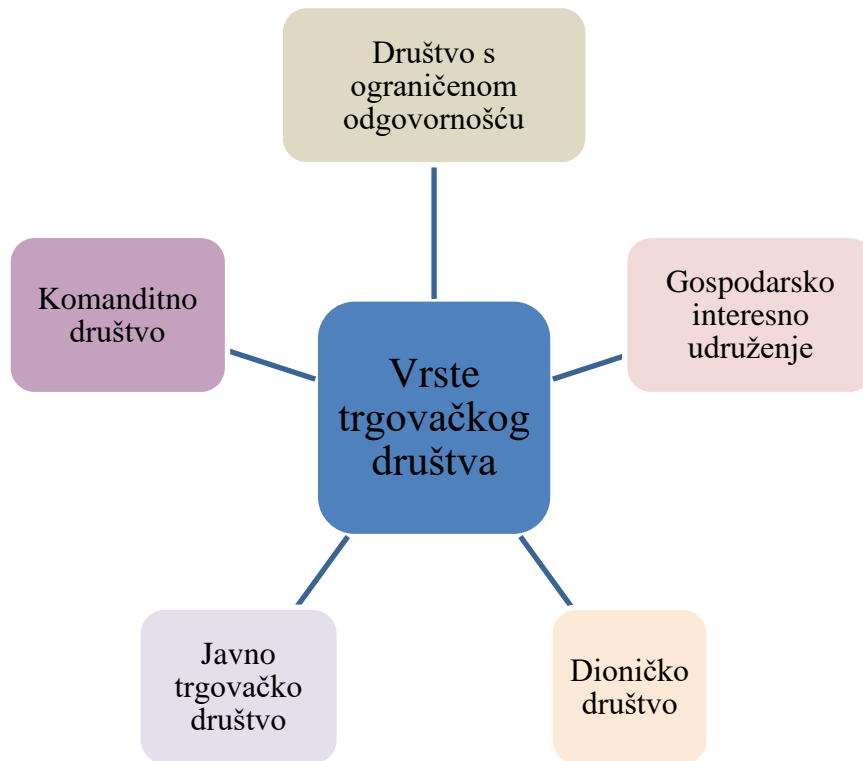 Društvo s
ograničenom
odgovornošću
Komanditno
društvo
Gospodarsko
interesno
udruženje
Vrste
trgovačkog
društva
Javno
trgovačko
društvo
Dioničko
društvo